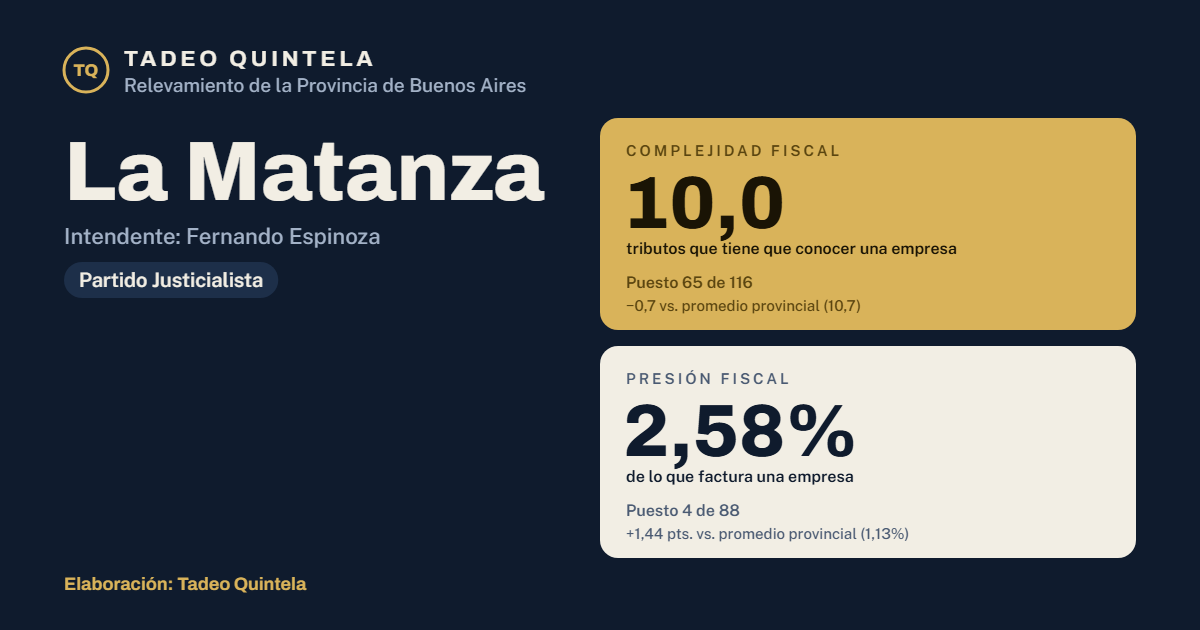 TQ
TADEO QUINTELA
Relevamiento de la Provincia de Buenos Aires
La Matanza
Intendente: Fernando Espinoza
Partido Justicialista
COMPLEJIDAD FISCAL
10,0
tributos que tiene que conocer una empresa
Puesto 65 de 116
−0,7 vs. promedio provincial (10,7)
PRESIÓN FISCAL
2,58%
de lo que factura una empresa
Puesto 4 de 88
+1,44 pts. vs. promedio provincial (1,13%)
Elaboración: Tadeo Quintela